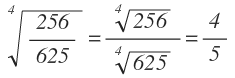 ⁴√(256/625) = ⁴√256/⁴√625 = 4/5